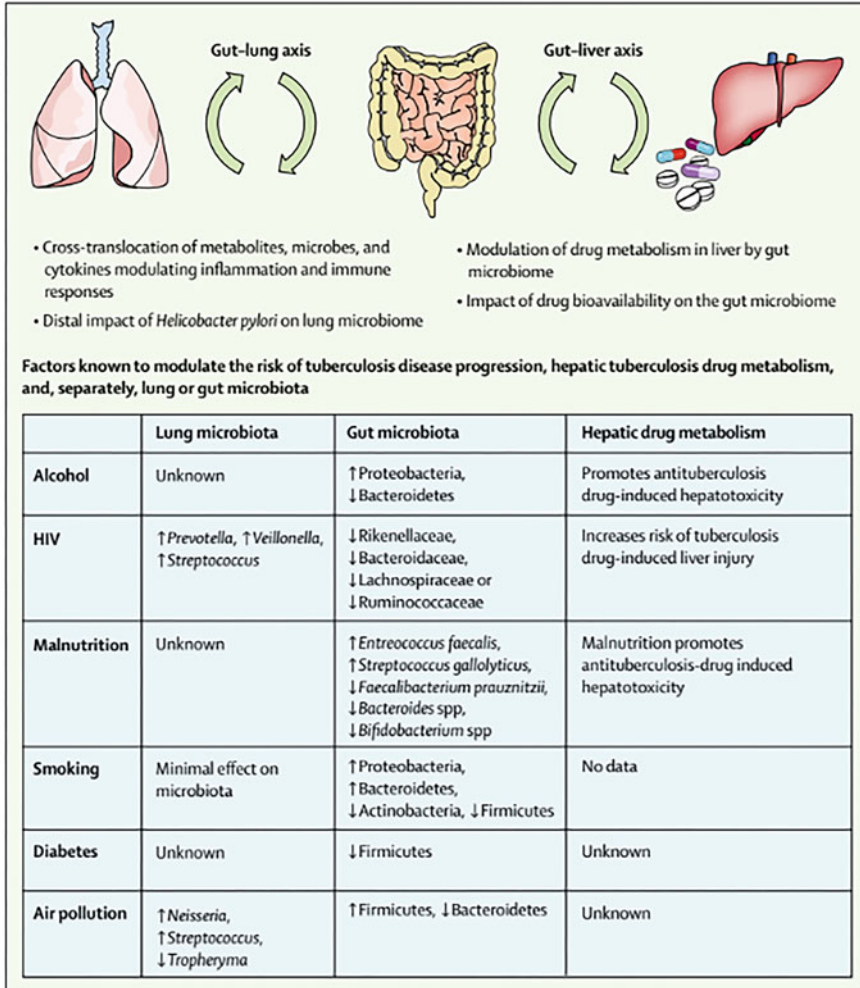 Gut–lung axis
Gut–liver axis
• Cross-translocation of metabolites, microbes, and
cytokines modulating inflammation and immune
responses
• Distal impact of Helicobacter pylori on lung microbiome
• Modulation of drug metabolism in liver by gut
microbiome
• Impact of drug bioavailability on the gut microbiome
Factors known to modulate the risk of tuberculosis disease progression, hepatic tuberculosis drug metabolism,
and, separately, lung or gut microbiota
Lung microbiota
Gut microbiota
Hepatic drug metabolism
Alcohol
Unknown
↑Proteobacteria,
↓Bacteroidetes
Promotes antituberculosis
drug-induced hepatotoxicity
HIV
↑Prevotella, ↑Veillonella,
↑Streptococcus
↓Rikenellaceae,
↓Bacteroidaceae,
↓Lachnospiraceae or
↓Ruminococcaceae
Increases risk of tuberculosis
drug-induced liver injury
Malnutrition
Unknown
↑Entreococcus faecalis,
↑Streptococcus gallolyticus,
↓Faecalibacterium prauznitzii,
↓Bacteroides spp,
↓Bifidobacterium spp
Malnutrition promotes
antituberculosis-drug induced
hepatotoxicity
Smoking
Minimal effect on
microbiota
↑Proteobacteria,
↑Bacteroidetes,
↓Actinobacteria, ↓Firmicutes
No data
Diabetes
Unknown
↓Firmicutes
Unknown
Air pollution
↑Neisseria,
↑Streptococcus,
↓Tropheryma
↑Firmicutes, ↓Bacteroidetes
Unknown